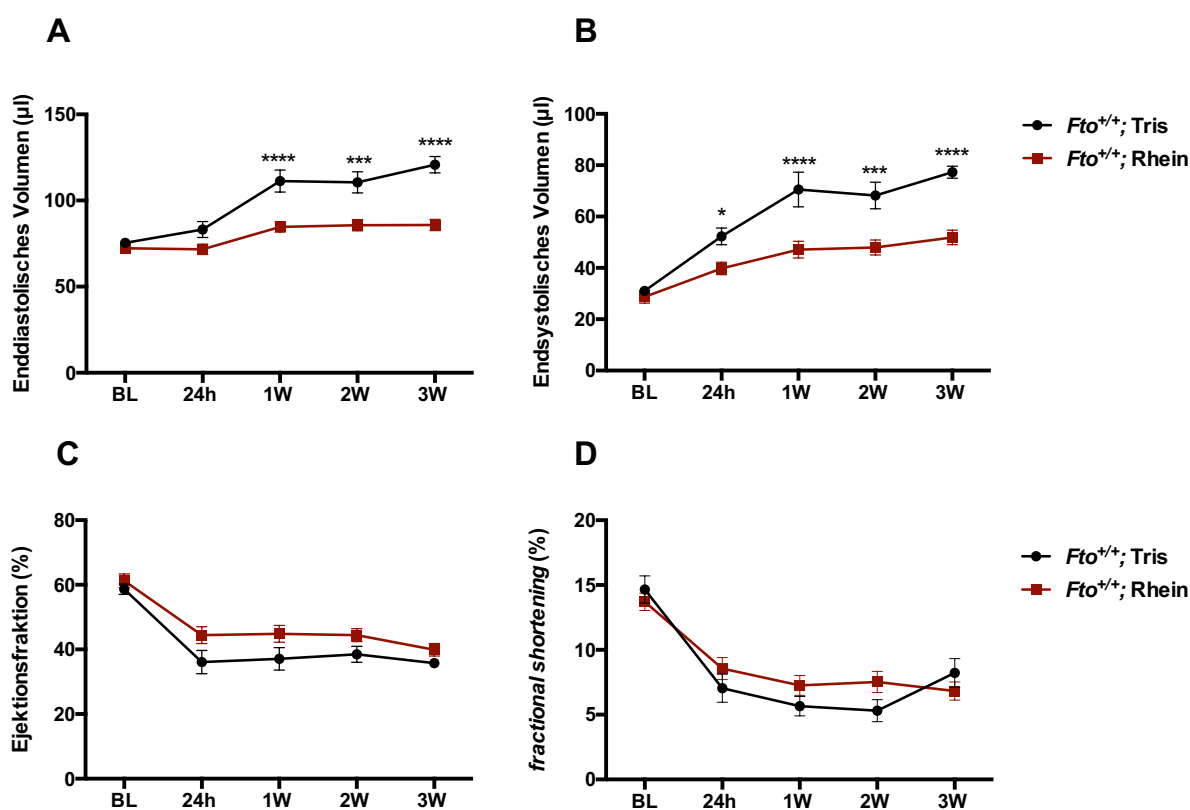 A
Enddiastolisches Volumen (µl)
150
100
50
0
**** *** ****
BL 24h 1W 2W 3W
B
Endsystolisches Volumen (µl)
100
80
60
40
20
0
* **** *** ****
BL 24h 1W 2W 3W
Fto+/+; Tris
Fto+/+; Rhein
C
Ejektionsfraktion (%)
80
60
40
20
0
BL 24h 1W 2W 3W
D
fractional shortening (%)
20
15
10
5
0
BL 24h 1W 2W 3W
Fto+/+; Tris
Fto+/+; Rhein